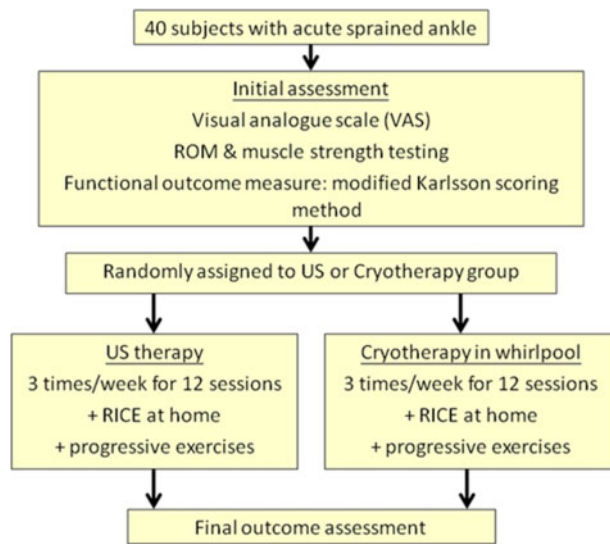 40 subjects with acute sprained ankle
Initial assessment
Visual analogue scale (VAS)
ROM & muscle strength testing
Functional outcome measure: modified Karlsson scoring
method
Randomly assigned to US or Cryotherapy group
US therapy
3 times/week for 12 sessions
+ RICE at home
+ progressive exercises
Cryotherapy in whirlpool
3 times/week for 12 sessions
+ RICE at home
+ progressive exercises
Final outcome assessment